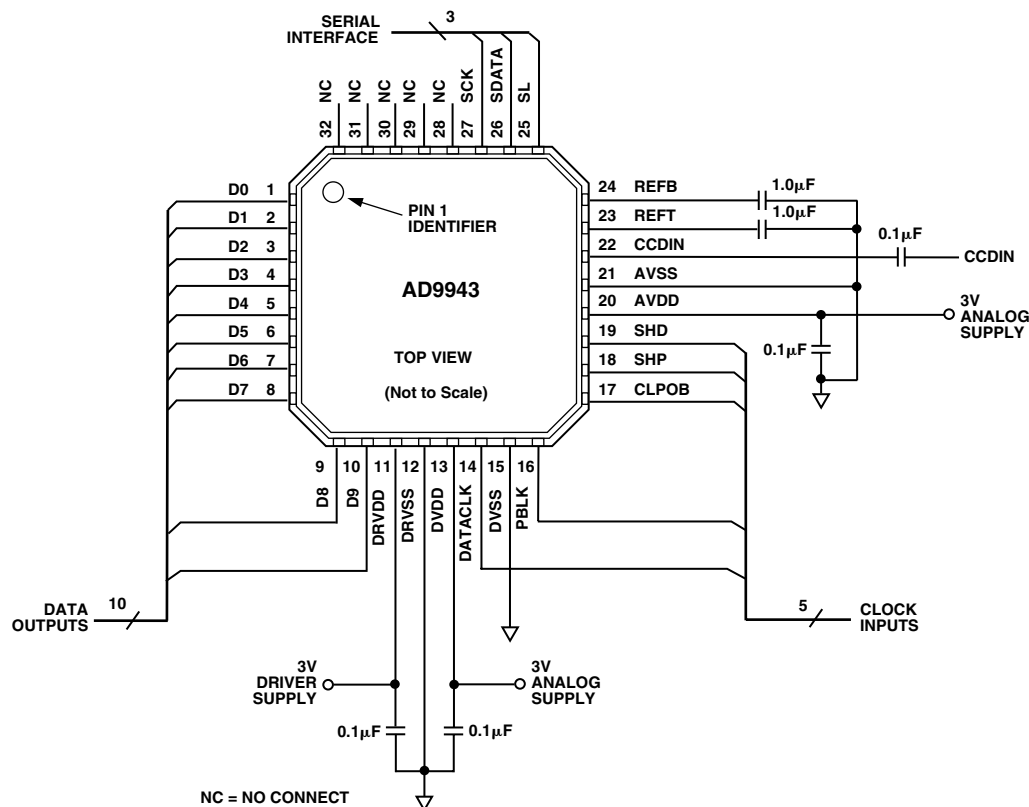 SERIAL
INTERFACE
3
NC
NC
NC
NC
NC
SCK
SDATA
SL
32
31
30
29
28
27
26
25
D0 1
D1 2
D2 3
D3 4
D4 5
D5 6
D6 7
D7 8
PIN 1
IDENTIFIER
AD9943
TOP VIEW
(Not to Scale)
24 REFB
23 REFT
22 CCDIN
21 AVSS
20 AVDD
19 SHD
18 SHP
17 CLPOB
1.0μF
1.0μF
0.1μF
CCDIN
3V
ANALOG
SUPPLY
0.1μF
9
10
11
12
13
14
15
16
D8
D9
DRVDD
DRVSS
DVDD
DATACLK
DVSS
PBLK
DATA
OUTPUTS
10
5
CLOCK
INPUTS
3V
DRIVER
SUPPLY
3V
ANALOG
SUPPLY
0.1μF
0.1μF
NC = NO CONNECT